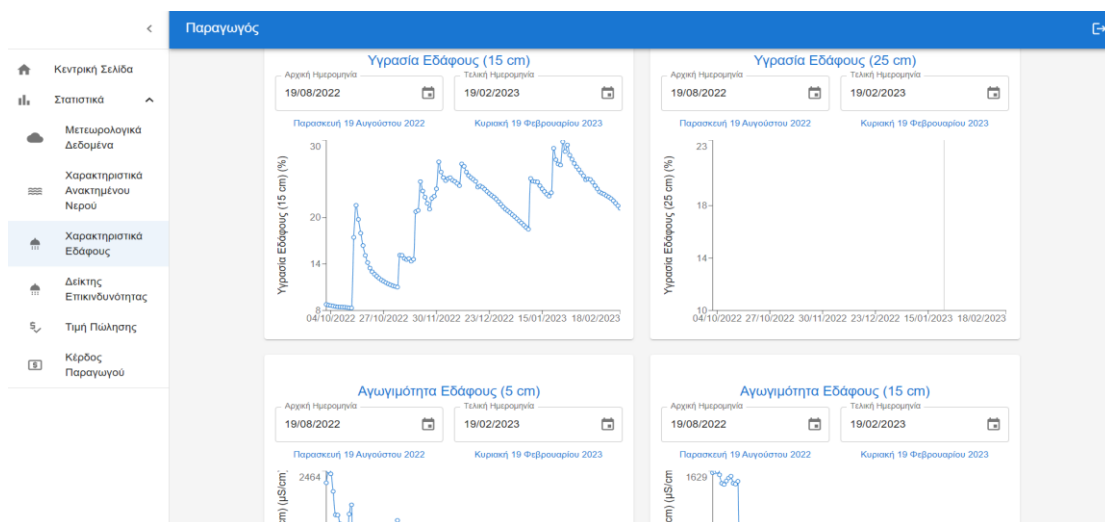 Παραγωγός
Κεντρική Σελίδα
Στατιστικά
Μετεωρολογικά
Δεδομένα
Χαρακτηριστικά
Ανακτημένου
Νερού
Χαρακτηριστικά
Εδάφους
Δείκτης
Επικινδυνότητας
Τιμή Πώλησης
Κέρδος
Παραγωγού
Υγρασία Εδάφους (15 cm)
Αρχική Ημερομηνία
Τελική Ημερομηνία
19/08/2022
19/02/2023
Παρασκευή 19 Αυγούστου 2022
Κυριακή 19 Φεβρουαρίου 2023
Υγρασία Εδάφους (15 cm) (%)
30
20
14
8
04/10/2022 27/10/2022 30/11/2022 23/12/2022 15/01/2023 18/02/2023
Υγρασία Εδάφους (25 cm)
Αρχική Ημερομηνία
Τελική Ημερομηνία
19/08/2022
19/02/2023
Παρασκευή 19 Αυγούστου 2022
Κυριακή 19 Φεβρουαρίου 2023
Υγρασία Εδάφους (25 cm) (%)
23
18
14
10
04/10/2022 27/10/2022 30/11/2022 23/12/2022 15/01/2023 18/02/2023
Αγωγιμότητα Εδάφους (5 cm)
Αρχική Ημερομηνία
Τελική Ημερομηνία
19/08/2022
19/02/2023
Παρασκευή 19 Αυγούστου 2022
Κυριακή 19 Φεβρουαρίου 2023
cm) (μS/cm
2464
Αγωγιμότητα Εδάφους (15 cm)
Αρχική Ημερομηνία
Τελική Ημερομηνία
19/08/2022
19/02/2023
Παρασκευή 19 Αυγούστου 2022
Κυριακή 19 Φεβρουαρίου 2023
cm) (μS/cm
1629